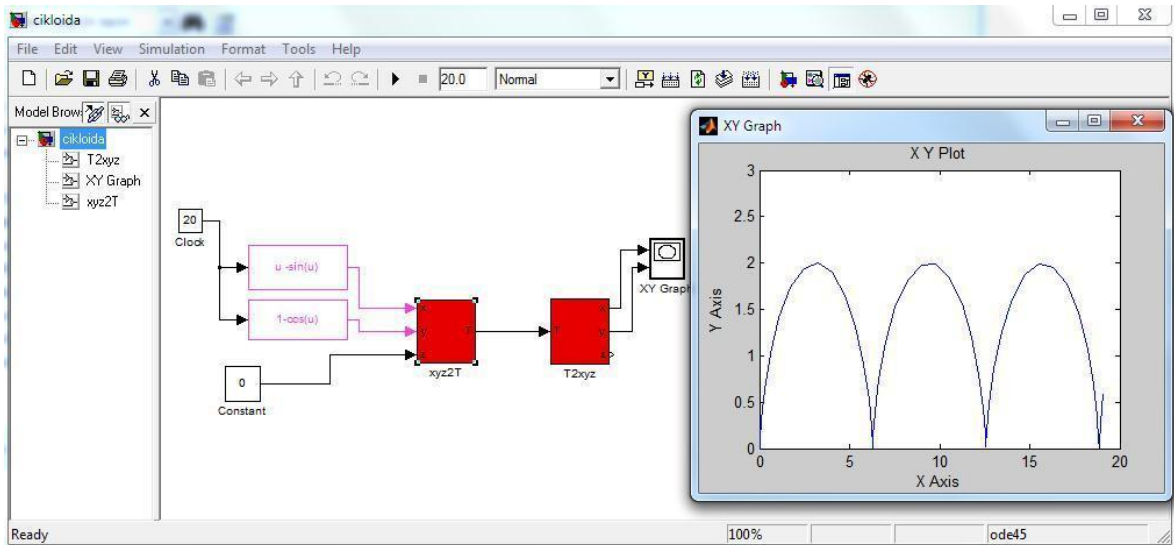 cikloida
File Edit View Simulation Format Tools Help
20.0 Normal
Model Brow
cikloida
T2xyz
XY Graph
xyz2T
20
Clock
u -sin(u)
1-cos(u)
0
Constant
x
y
z
T
xyz2T
T
x
y
z
T2xyz
XY Graph
XY Graph
X Y Plot
3
2.5
2
1.5
1
0.5
0
Y Axis
0 5 10 15 20
X Axis
Ready 100% ode45